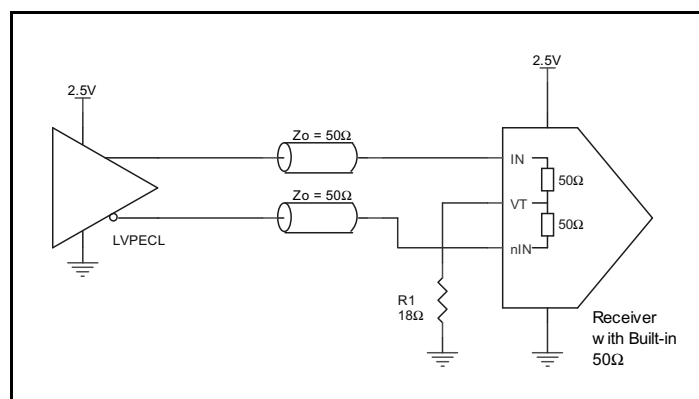 2.5V
2.5V
Zo = 50Ω
IN
50Ω
Zo = 50Ω
VT
50Ω
LVPECL
nIN
R1
18Ω
Receiver
with Built-in
50Ω